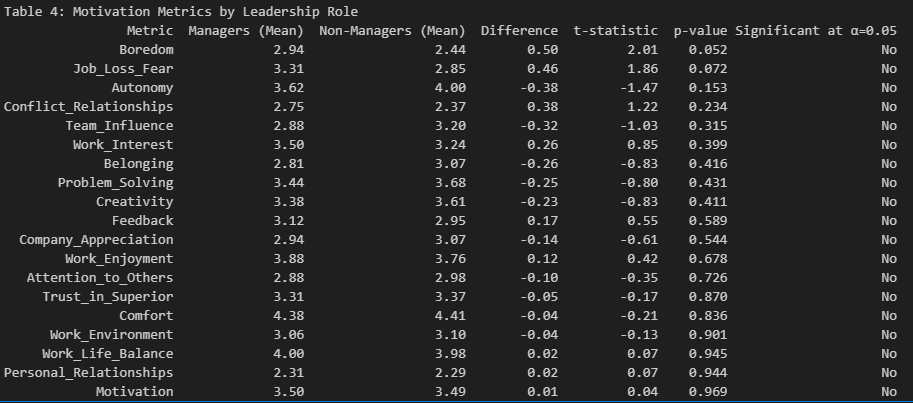 Table 4: Motivation Metrics by Leadership Role
Metric Managers (Mean) Non-Managers (Mean) Difference t-statistic p-value Significant at α=0.05
Boredom 2.94 2.44 0.50 2.01 0.052 No
Job_Loss_Fear 3.31 2.85 0.46 1.86 0.072 No
Autonomy 3.62 4.00 -0.38 -1.47 0.153 No
Conflict_Relationships 2.75 2.37 0.38 1.22 0.234 No
Team_Influence 2.88 3.20 -0.32 -1.03 0.315 No
Work_Interest 3.50 3.24 0.26 0.85 0.399 No
Belonging 2.81 3.07 -0.26 -0.83 0.416 No
Problem_Solving 3.44 3.68 -0.25 -0.80 0.431 No
Creativity 3.38 3.61 -0.23 -0.83 0.411 No
Feedback 3.12 2.95 0.17 0.55 0.589 No
Company_Appreciation 2.94 3.07 -0.14 -0.61 0.544 No
Work_Enjoyment 3.88 3.76 0.12 0.42 0.678 No
Attention_to_Others 2.88 2.98 -0.10 -0.35 0.726 No
Trust_in_Superior 3.31 3.37 -0.05 -0.17 0.870 No
Comfort 4.38 4.41 -0.04 -0.21 0.836 No
Work_Environment 3.06 3.10 -0.04 -0.13 0.901 No
Work_Life_Balance 4.00 3.98 0.02 0.07 0.945 No
Personal_Relationships 2.31 2.29 0.02 0.07 0.944 No
Motivation 3.50 3.49 0.01 0.04 0.969 No